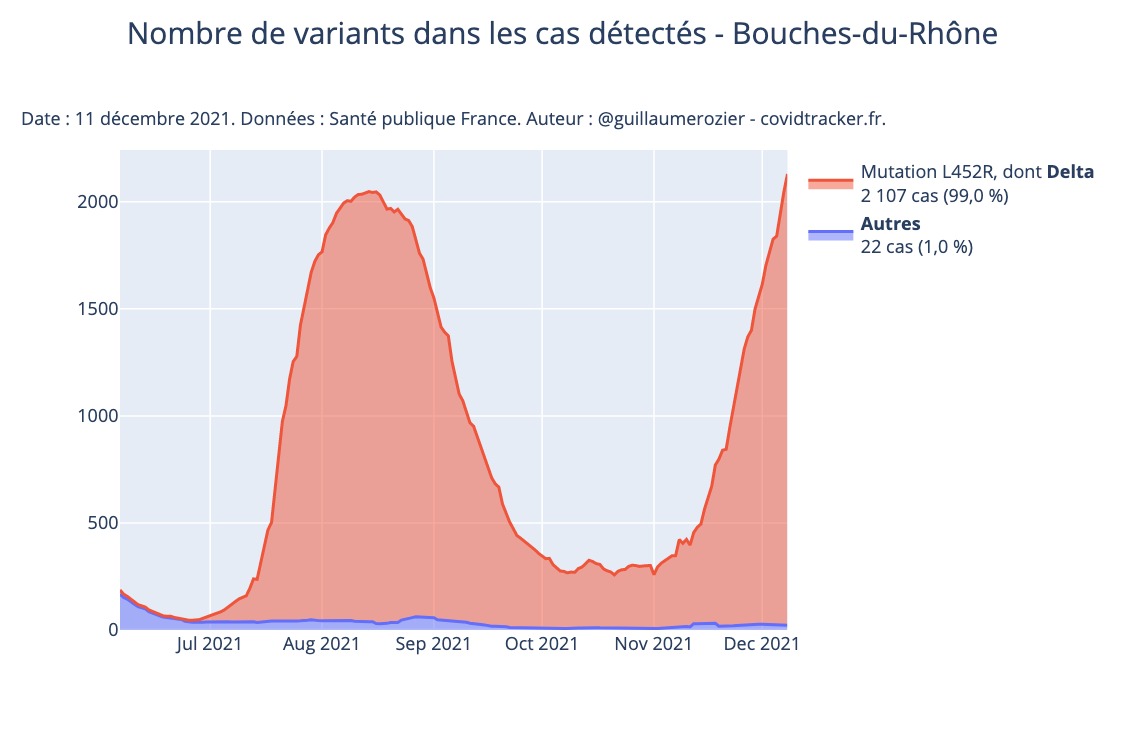 Nombre de variants dans les cas détectés - Bouches-du-Rhône
Date : 11 décembre 2021. Données : Santé publique France. Auteur : @guillaumerozier - covidtracker.fr.
Mutation L452R, dont Delta
2 107 cas (99,0 %)
Autres
22 cas (1,0 %)
2000
1500
1000
500
0
Jul 2021 Aug 2021 Sep 2021 Oct 2021 Nov 2021 Dec 2021